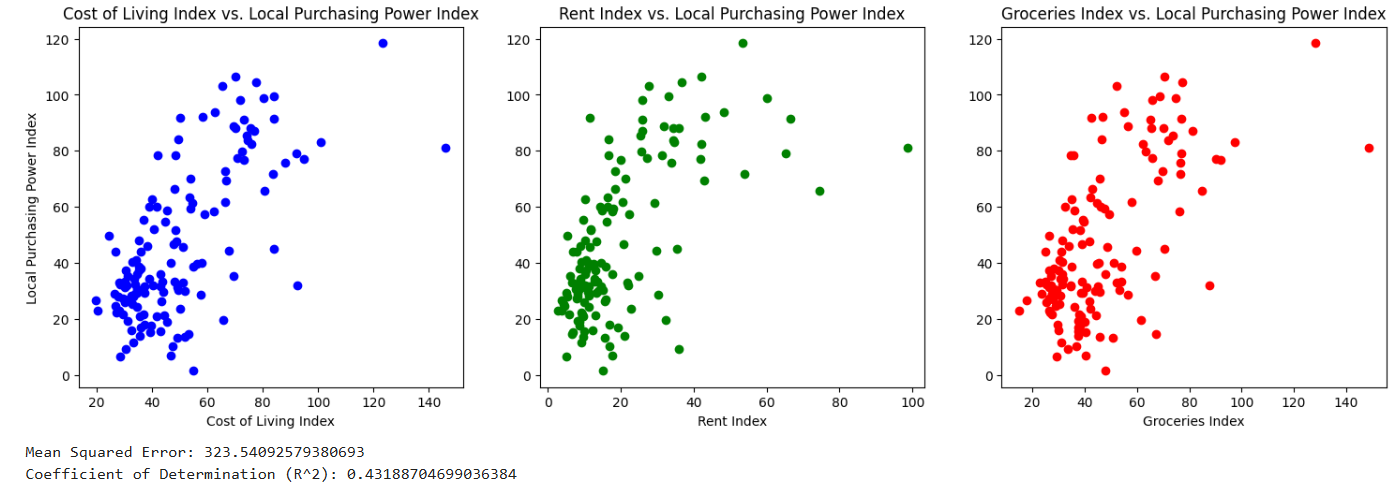 Cost of Living Index vs. Local Purchasing Power Index
Rent Index vs. Local Purchasing Power Index
Groceries Index vs. Local Purchasing Power Index
Local Purchasing Power Index
120
100
80
60
40
20
0
20 40 60 80 100 120 140
Cost of Living Index
120
100
80
60
40
20
0
0 20 40 60 80 100
Rent Index
120
100
80
60
40
20
0
20 40 60 80 100 120 140
Groceries Index
Mean Squared Error: 323.54092579380693
Coefficient of Determination (R^2): 0.43188704699036384